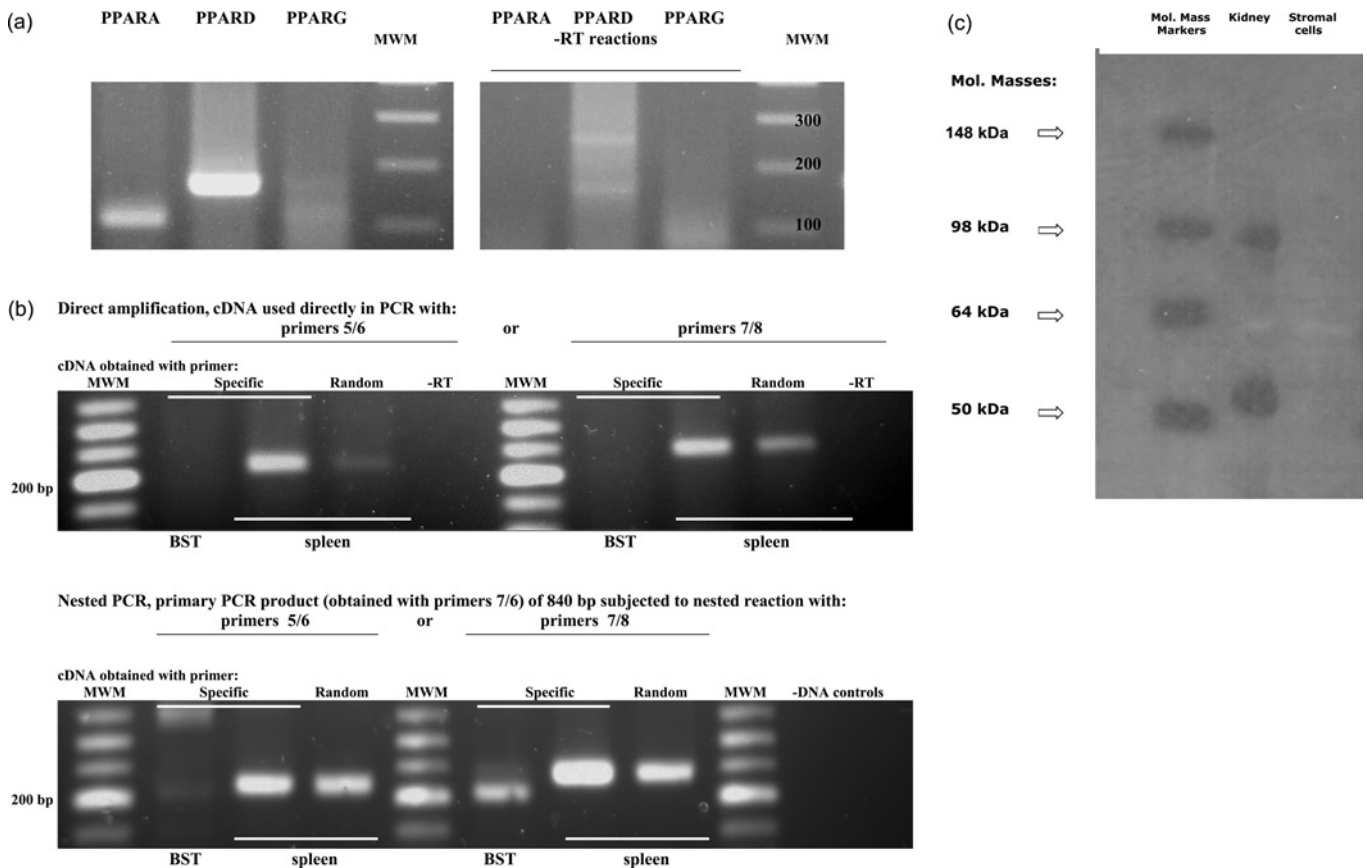 (a)
PPARA PPARD PPARG
MWM
PPARA PPARD PPARG
-RT reactions
MWM
300
200
100
(b)
Direct amplification, cDNA used directly in PCR with:
primers 5/6 or primers 7/8
cDNA obtained with primer:
MWM Specific Random -RT MWM Specific Random -RT
200 bp
BST spleen BST spleen
Nested PCR, primary PCR product (obtained with primers 7/6) of 840 bp subjected to nested reaction with:
primers 5/6 or primers 7/8
cDNA obtained with primer:
MWM Specific Random MWM Specific Random MWM -DNA controls
200 bp
BST spleen BST spleen
(c)
Mol. Mass Kidney Stromal
Markers cells
Mol. Masses:
148 kDa
98 kDa
64 kDa
50 kDa